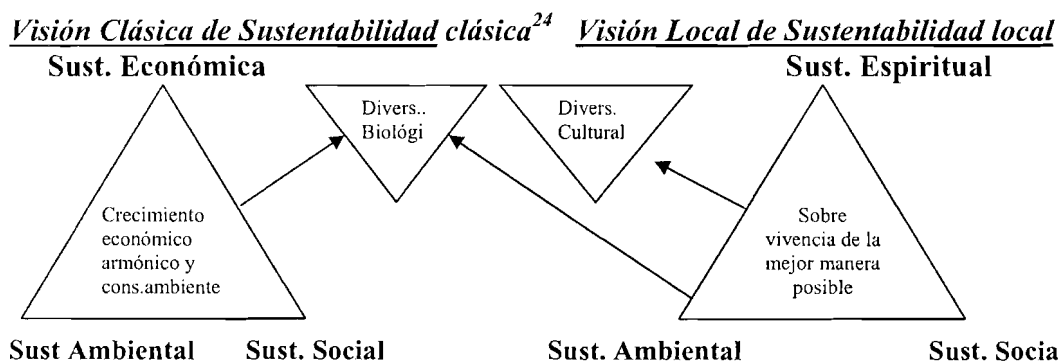 Visión Clásica de Sustentabilidad clásica24 Visión Local de Sustentabilidad local
Sust. Económica Sust. Espiritual
Divers..
Biológi
Divers.
Cultural
Crecimiento
económico
armónico y
cons.ambiente
Sobre
vivencia de la
mejor manera
posible
Sust Ambiental Sust. Social Sust. Ambiental Sust. Socia